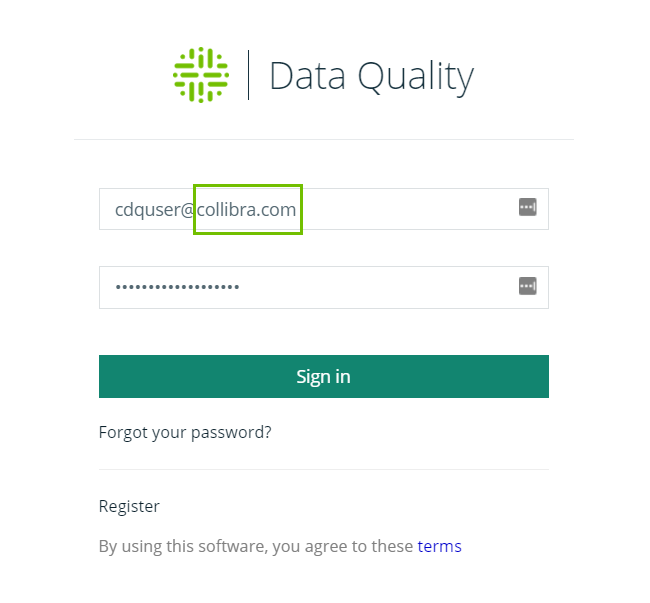 Data Quality
cdquser@collibra.com
•••••••••••••••••••
Sign in
Forgot your password?
Register
By using this software, you agree to these terms